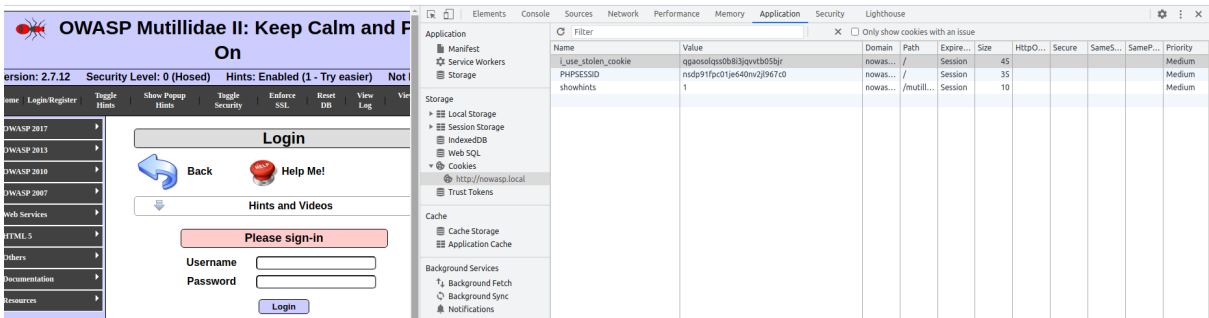 OWASP Mutillidae II: Keep Calm and P
On
ersion: 2.7.12 Security Level: 0 (Hosed) Hints: Enabled (1 - Try easier) Not l
ome Login/Register Toggle Hints Show Popup Hints Toggle Security Enforce SSL Reset DB View Log Vie
OWASP 2017
OWASP 2013
OWASP 2010
OWASP 2007
Web Services
HTML 5
Others
Documentation
Resources
Login
Back
HELP
Help Me!
Hints and Videos
Please sign-in
Username
Password
Login
Elements Console Sources Network Performance Memory Application Security Lighthouse
Application
Manifest
Service Workers
Storage
Storage
Local Storage
Session Storage
IndexedDB
Web SQL
Cookies
http://nowasp.local
Trust Tokens
Cache
Cache Storage
Application Cache
Background Services
Background Fetch
Background Sync
Notifications
Filter Only show cookies with an issue
Name Value Domain Path Expire... Size HttpO... Secure SameS... SameP... Priority
i_use_stolen_cookie qgaosolqss0b8i3jqvvtb05bjr nowas... / Session 45 Medium
PHPSESSID nsdp91fpc01je640nv2jl967c0 nowas... / Session 35 Medium
showhints 1 nowas... /mutill... Session 10 Medium